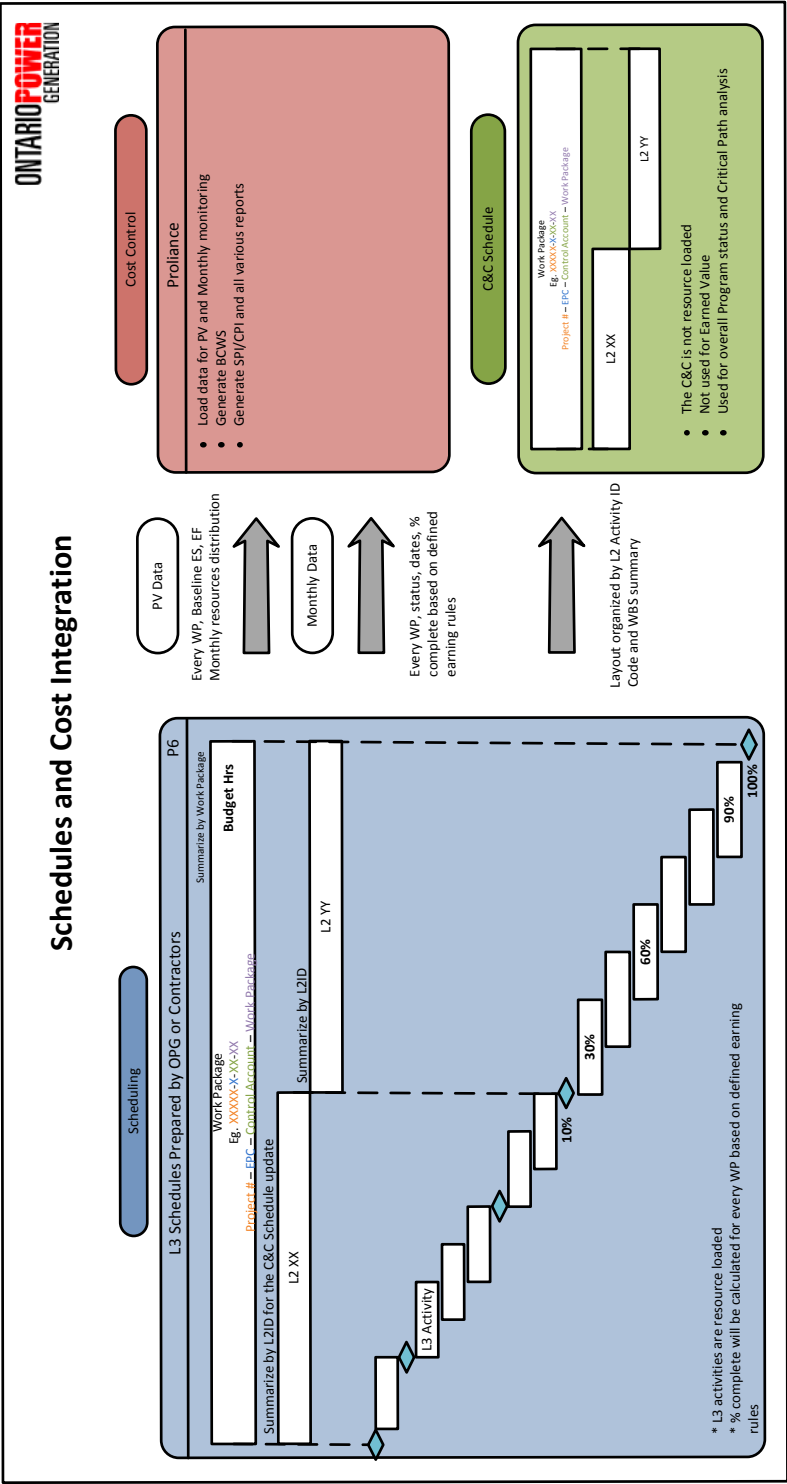 ONTARIOPOWER
GENERATION
Schedules and Cost Integration
Scheduling
L3 Schedules Prepared by OPG or Contractors
P6
Summarize by Work Package
Work Package
Eg. XXXXX-X-XX-XX
Project # – EPC – Control Account – Work Package
Budget Hrs
Summarize by L2ID for the C&C Schedule update
L2 XX
Summarize by L2ID
L2 YY
L3 Activity
10%
30%
60%
90%
100%
* L3 activities are resource loaded
* % complete will be calculated for every WP based on defined earning
rules
PV Data
Every WP, Baseline ES, EF
Monthly resources distribution
Monthly Data
Every WP, status, dates, %
complete based on defined
earning rules
Layout organized by L2 Activity ID
Code and WBS summary
Cost Control
Proliance
• Load data for PV and Monthly monitoring
• Generate BCWS
• Generate SPI/CPI and all various reports
C&C Schedule
Work Package
Eg. XXXXX-X-XX-XX
Project # – EPC – Control Account – Work Package
L2 XX
L2 YY
• The C&C is not resource loaded
• Not used for Earned Value
• Used for overall Program status and Critical Path analysis